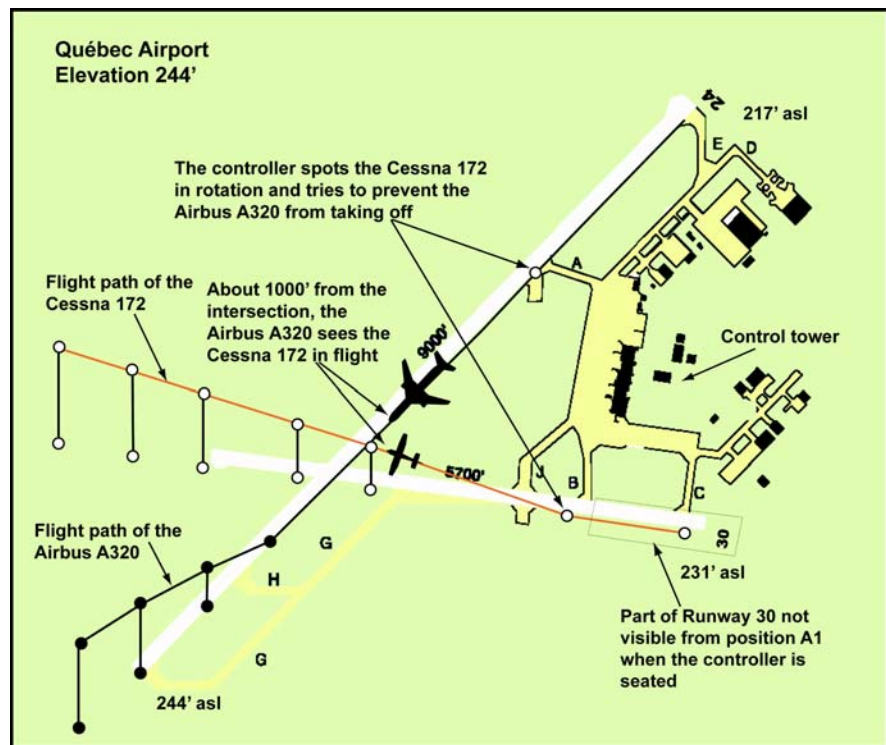 Québec Airport
Elevation 244'
24
217' asl
E
D
The controller spots the Cessna 172
in rotation and tries to prevent the
Airbus A320 from taking off
A
Flight path of the
Cessna 172
About 1000' from the
intersection, the
Airbus A320 sees the
Cessna 172 in flight
9000'
Control tower
5700'
J
B
C
30
Flight path of the
Airbus A320
G
H
G
231' asl
Part of Runway 30 not
visible from position A1
when the controller is
seated
244' asl